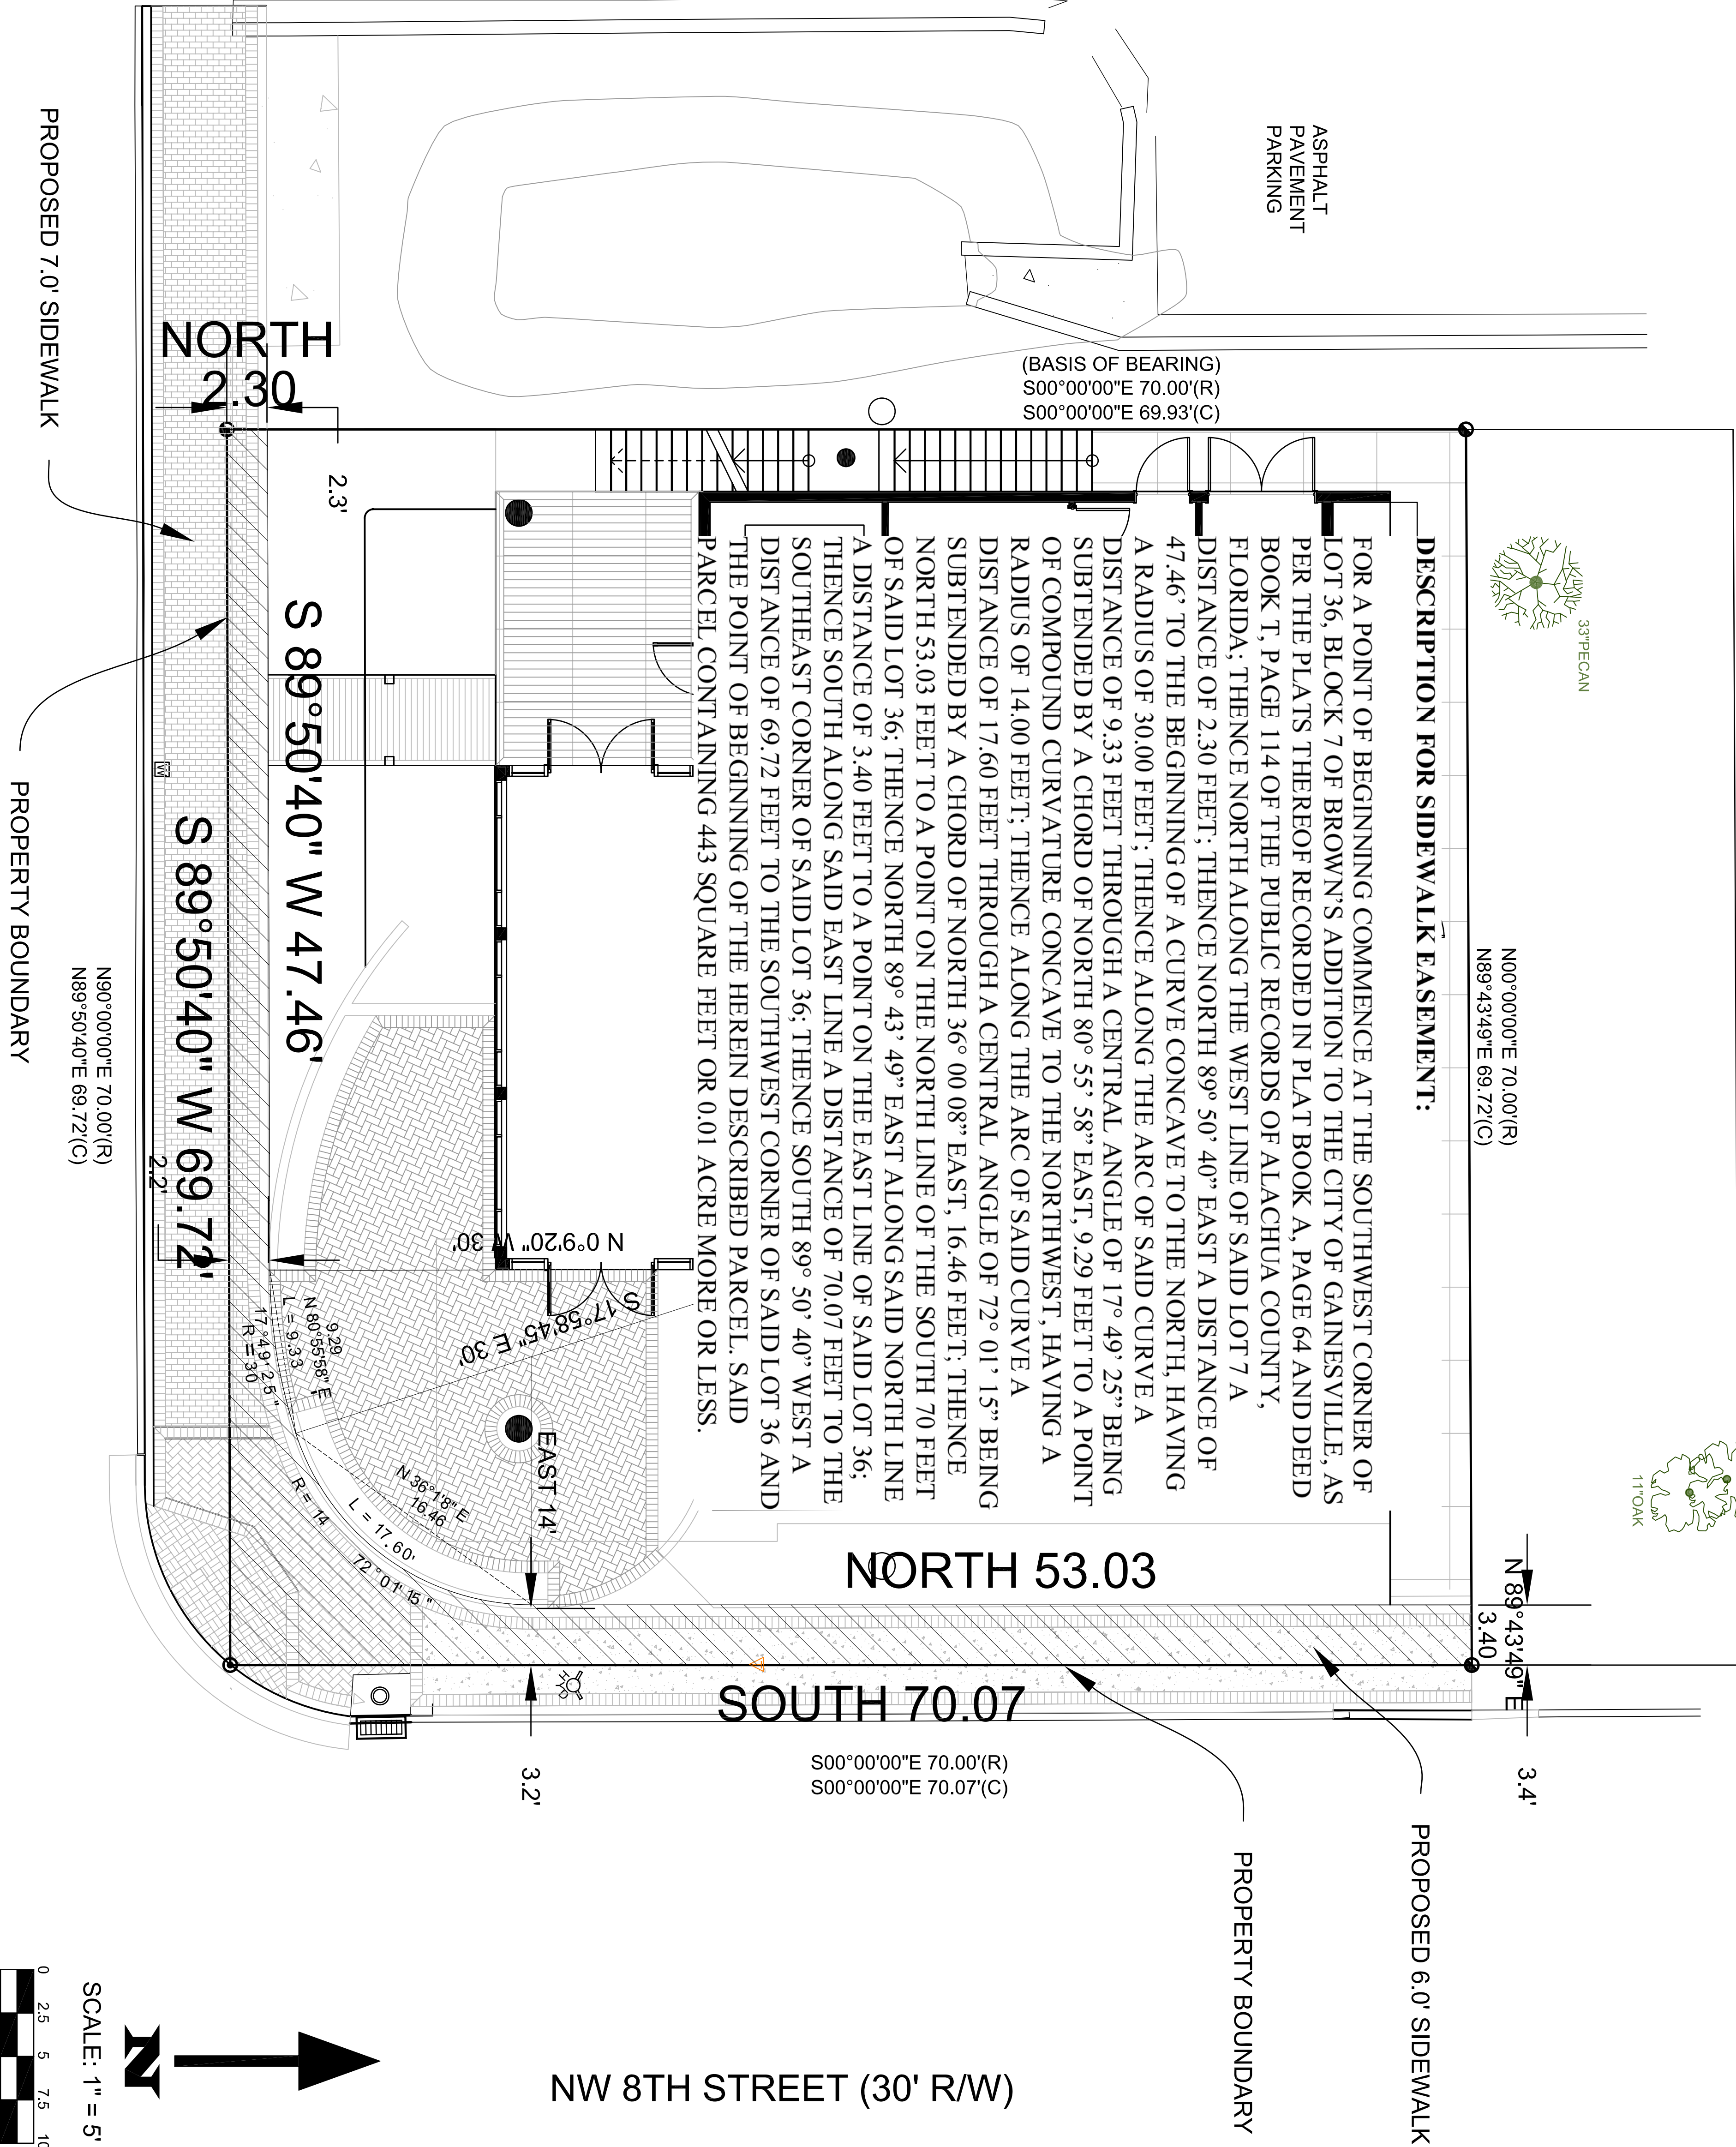 ASPHALT
PAVEMENT
PARKING
33"PECAN
11"OAK
N00°00'00"E 70.00'(R)
N89°43'49"E 69.72'(C)
(BASIS OF BEARING)
S00°00'00"E 70.00'(R)
S00°00'00"E 69.93'(C)
DESCRIPTION FOR SIDEWALK EASEMENT:
FOR A POINT OF BEGINNING COMMENCE AT THE SOUTHWEST CORNER OF
LOT 36, BLOCK 7 OF BROWN'S ADDITION TO THE CITY OF GAINESVILLE, AS
PER THE PLATS THEREOF RECORDED IN PLAT BOOK A, PAGE 64 AND DEED
BOOK T, PAGE 114 OF THE PUBLIC RECORDS OF ALACHUA COUNTY,
FLORIDA; THENCE NORTH ALONG THE WEST LINE OF SAID LOT 7 A
DISTANCE OF 2.30 FEET; THENCE NORTH 89° 50' 40" EAST A DISTANCE OF
47.46' TO THE BEGINNING OF A CURVE CONCAVE TO THE NORTH, HAVING
A RADIUS OF 30.00 FEET; THENCE ALONG THE ARC OF SAID CURVE A
DISTANCE OF 9.33 FEET THROUGH A CENTRAL ANGLE OF 17° 49' 25" BEING
SUBTENDED BY A CHORD OF NORTH 80° 55' 58" EAST, 9.29 FEET TO A POINT
OF COMPOUND CURVATURE CONCAVE TO THE NORTHWEST, HAVING A
RADIUS OF 14.00 FEET; THENCE ALONG THE ARC OF SAID CURVE A
DISTANCE OF 17.60 FEET THROUGH A CENTRAL ANGLE OF 72° 01' 15" BEING
SUBTENDED BY A CHORD OF NORTH 36° 00 08" EAST, 16.46 FEET; THENCE
NORTH 53.03 FEET TO A POINT ON THE NORTH LINE OF THE SOUTH 70 FEET
OF SAID LOT 36; THENCE NORTH 89° 43' 49" EAST ALONG SAID NORTH LINE
A DISTANCE OF 3.40 FEET TO A POINT ON THE EAST LINE OF SAID LOT 36;
THENCE SOUTH ALONG SAID EAST LINE A DISTANCE OF 70.07 FEET TO THE
SOUTHEAST CORNER OF SAID LOT 36; THENCE SOUTH 89° 50' 40" WEST A
DISTANCE OF 69.72 FEET TO THE SOUTHWEST CORNER OF SAID LOT 36 AND
THE POINT OF BEGINNING OF THE HEREIN DESCRIBED PARCEL. SAID
PARCEL CONTAINING 443 SQUARE FEET OR 0.01 ACRE MORE OR LESS.
NORTH
2.30
2.3'
S 89°50'40" W 47.46'
S 89°50'40" W 69.72'
W
2.2'
N90°00'00"E 70.00'(R)
N89°50'40"E 69.72'(C)
PROPOSED 7.0' SIDEWALK
PROPERTY BOUNDARY
N 0°9'20" W 30'
S 17°58'45" E 30'
9.29
N 80°55'58" E
L = 9.33
17°49'25"
R = 30
EAST 14'
N 36°1'8" E
16.46
L = 17.60'
R = 14
72°01'15"
NORTH 53.03
N 89°43'49" E
3.40
HYD
SOUTH 70.07
S00°00'00"E 70.00'(R)
S00°00'00"E 70.07'(C)
3.2'
3.4'
PROPOSED 6.0' SIDEWALK
PROPERTY BOUNDARY
NW 8TH STREET (30' R/W)
N
SCALE: 1" = 5'
0 2.5 5 7.5 10